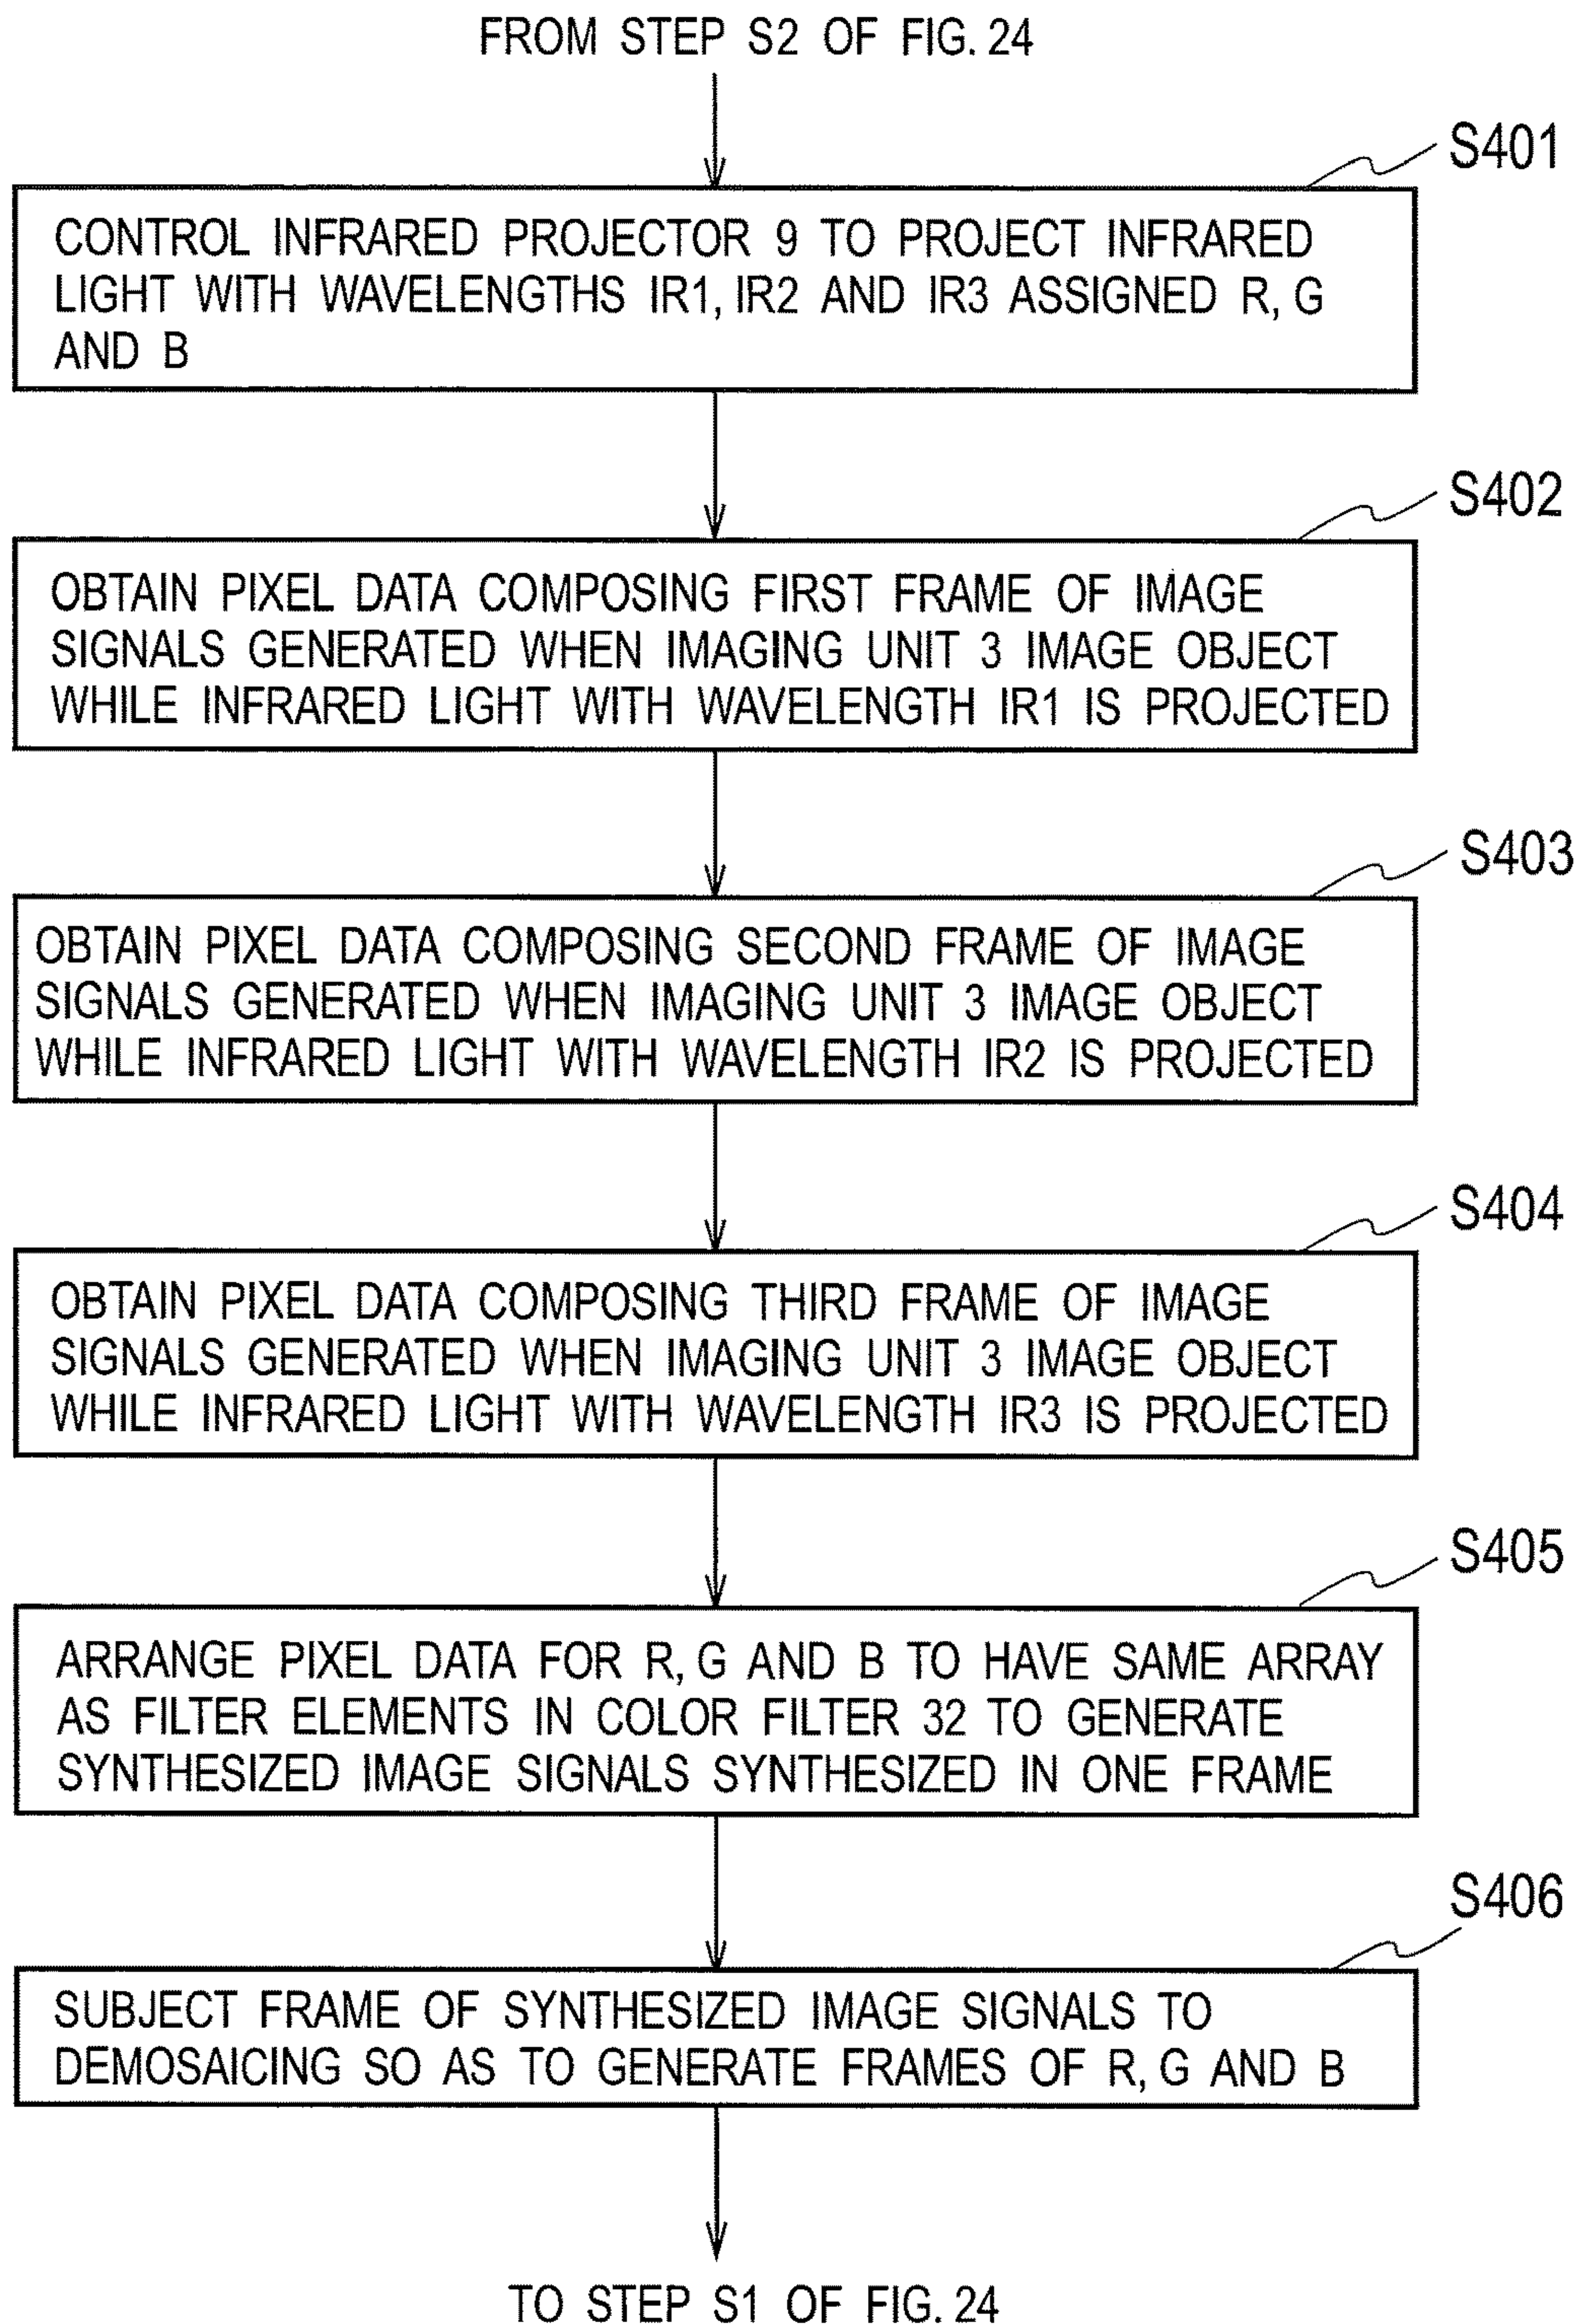 FROM STEP S2 OF FIG. 24
S401
CONTROL INFRARED PROJECTOR 9 TO PROJECT INFRARED
LIGHT WITH WAVELENGTHS IR1, IR2 AND IR3 ASSIGNED R, G
AND B
S402
OBTAIN PIXEL DATA COMPOSING FIRST FRAME OF IMAGE
SIGNALS GENERATED WHEN IMAGING UNIT 3 IMAGE OBJECT
WHILE INFRARED LIGHT WITH WAVELENGTH IR1 IS PROJECTED
S403
OBTAIN PIXEL DATA COMPOSING SECOND FRAME OF IMAGE
SIGNALS GENERATED WHEN IMAGING UNIT 3 IMAGE OBJECT
WHILE INFRARED LIGHT WITH WAVELENGTH IR2 IS PROJECTED
S404
OBTAIN PIXEL DATA COMPOSING THIRD FRAME OF IMAGE
SIGNALS GENERATED WHEN IMAGING UNIT 3 IMAGE OBJECT
WHILE INFRARED LIGHT WITH WAVELENGTH IR3 IS PROJECTED
S405
ARRANGE PIXEL DATA FOR R, G AND B TO HAVE SAME ARRAY
AS FILTER ELEMENTS IN COLOR FILTER 32 TO GENERATE
SYNTHESIZED IMAGE SIGNALS SYNTHESIZED IN ONE FRAME
S406
SUBJECT FRAME OF SYNTHESIZED IMAGE SIGNALS TO
DEMOSAICING SO AS TO GENERATE FRAMES OF R, G AND B
TO STEP S1 OF FIG. 24